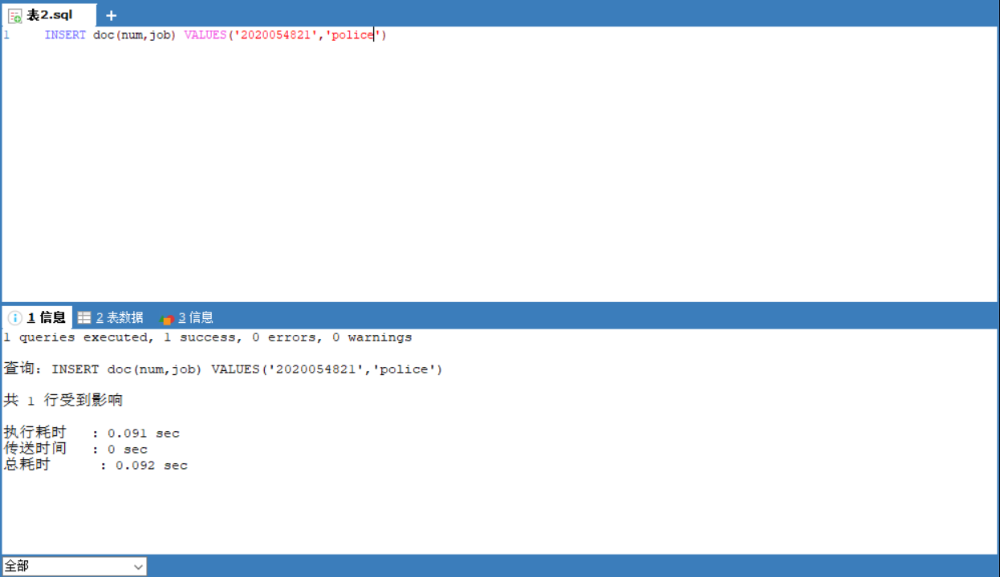 表2.sql +
1 INSERT doc(num,job) VALUES('2020054821','police')
1 信息 2 表数据 3 信息
1 queries executed, 1 success, 0 errors, 0 warnings
查询: INSERT doc(num,job) VALUES('2020054821','police')
共 1 行受到影响
执行耗时 : 0.091 sec
传送时间 : 0 sec
总耗时 : 0.092 sec
全部